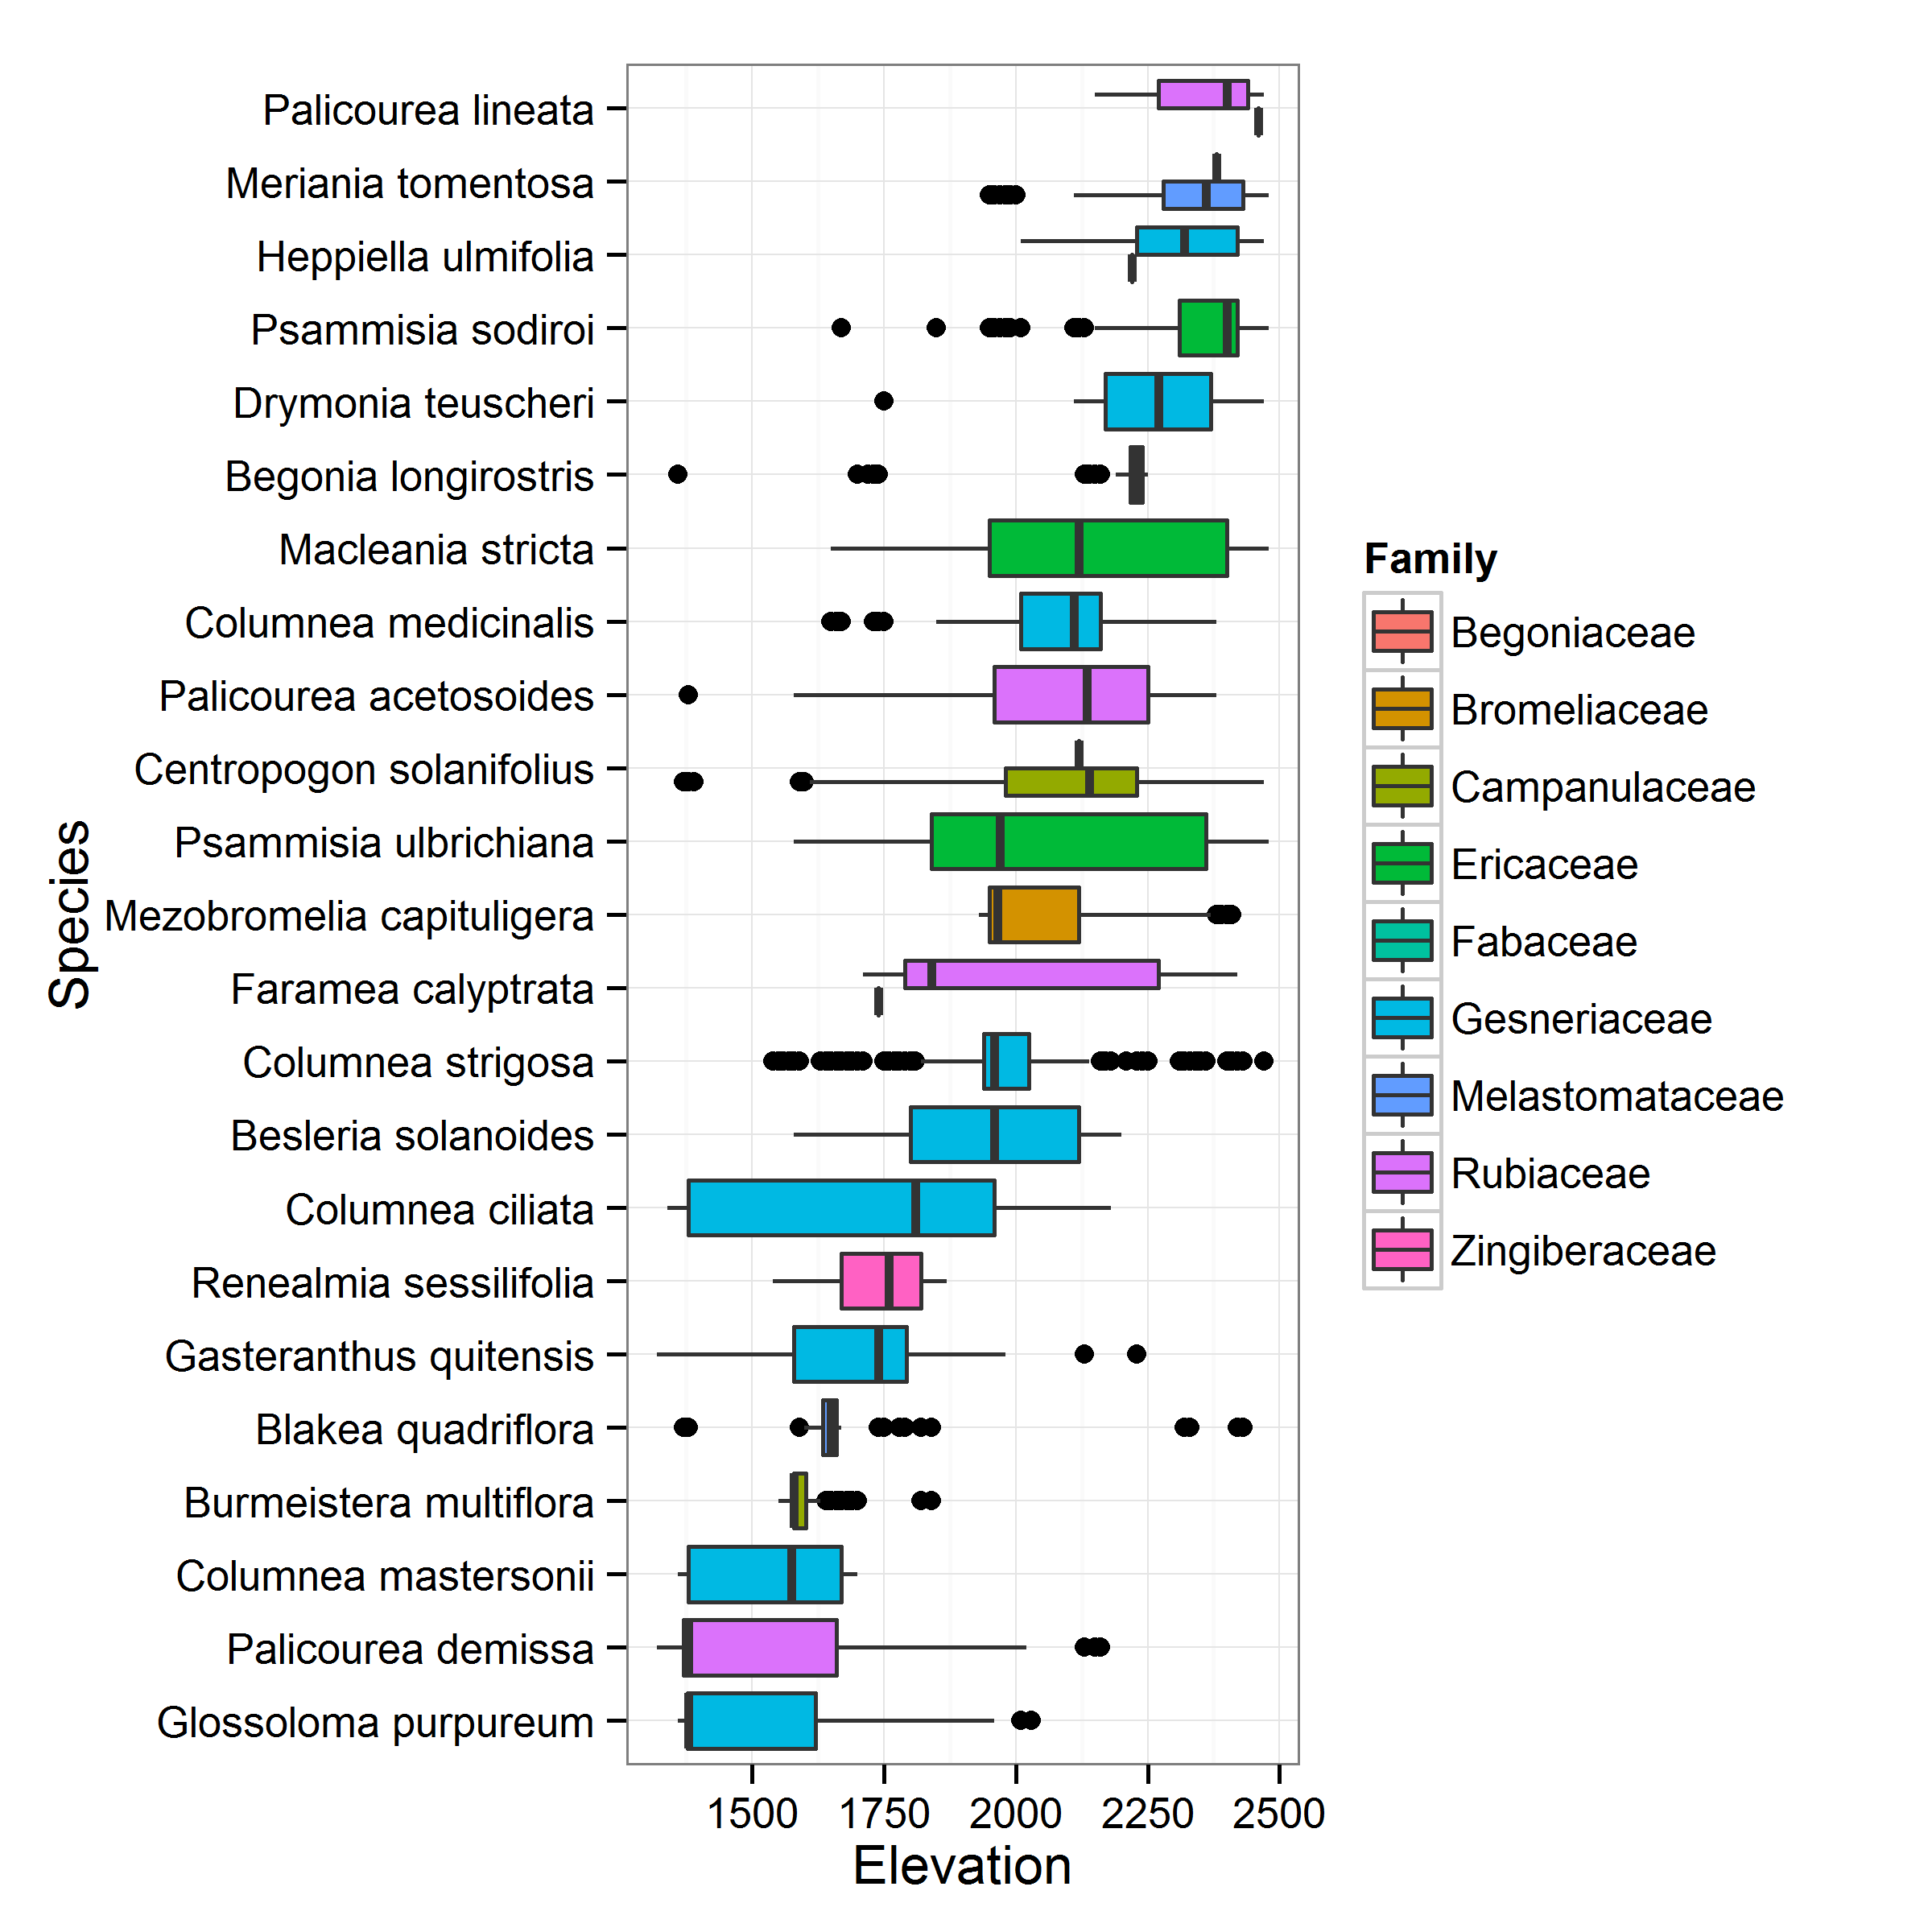 Palicourea lineata
Meriania tomentosa
Heppiella ulmifolia
Psammisia sodiroi
Drymonia teuscheri
Begonia longirostris
Macleania stricta
Columnea medicinalis
Palicourea acetosoides
Centropogon solanifolius
Psammisia ulbrichiana
Mezobromelia capituligera
Faramea calyptrata
Columnea strigosa
Besleria solanoides
Columnea ciliata
Renealmia sessilifolia
Gasteranthus quitensis
Blakea quadriflora
Burmeistera multiflora
Columnea mastersonii
Palicourea demissa
Glossoloma purpureum
Species
1500 1750 2000 2250 2500
Elevation
Family
Begoniaceae
Bromeliaceae
Campanulaceae
Ericaceae
Fabaceae
Gesneriaceae
Melastomataceae
Rubiaceae
Zingiberaceae